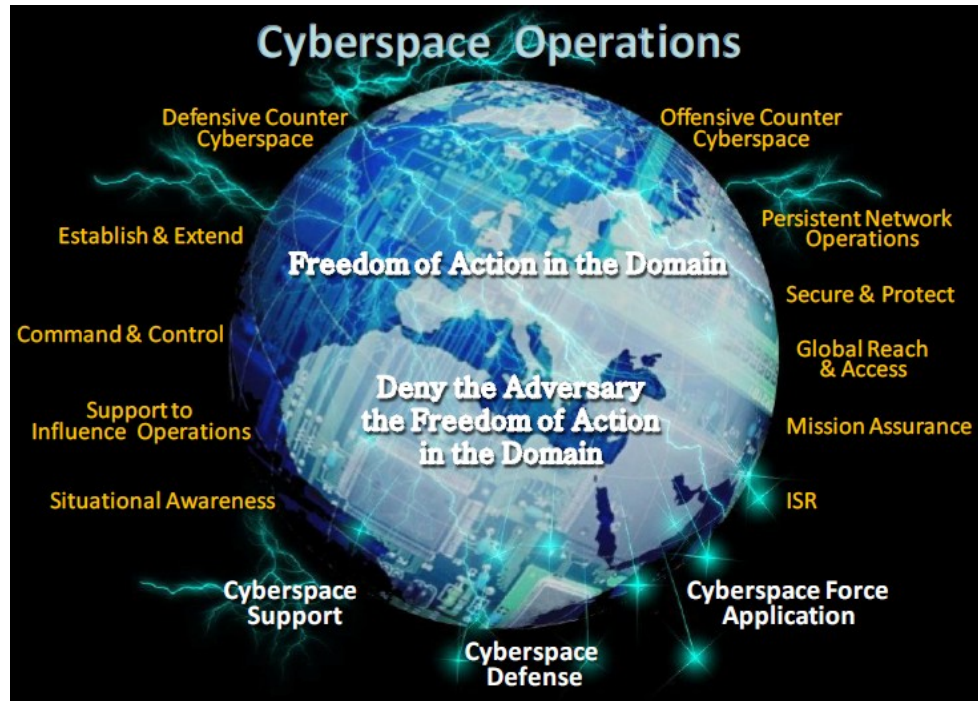 Cyberspace Operations
Defensive Counter
Cyberspace
Offensive Counter
Cyberspace
Establish & Extend
Persistent Network
Operations
Freedom of Action in the Domain
Secure & Protect
Command & Control
Global Reach
& Access
Deny the Adversary
the Freedom of Action
in the Domain
Support to
Influence Operations
Mission Assurance
Situational Awareness
ISR
Cyberspace
Support
Cyberspace Force
Application
Cyberspace
Defense